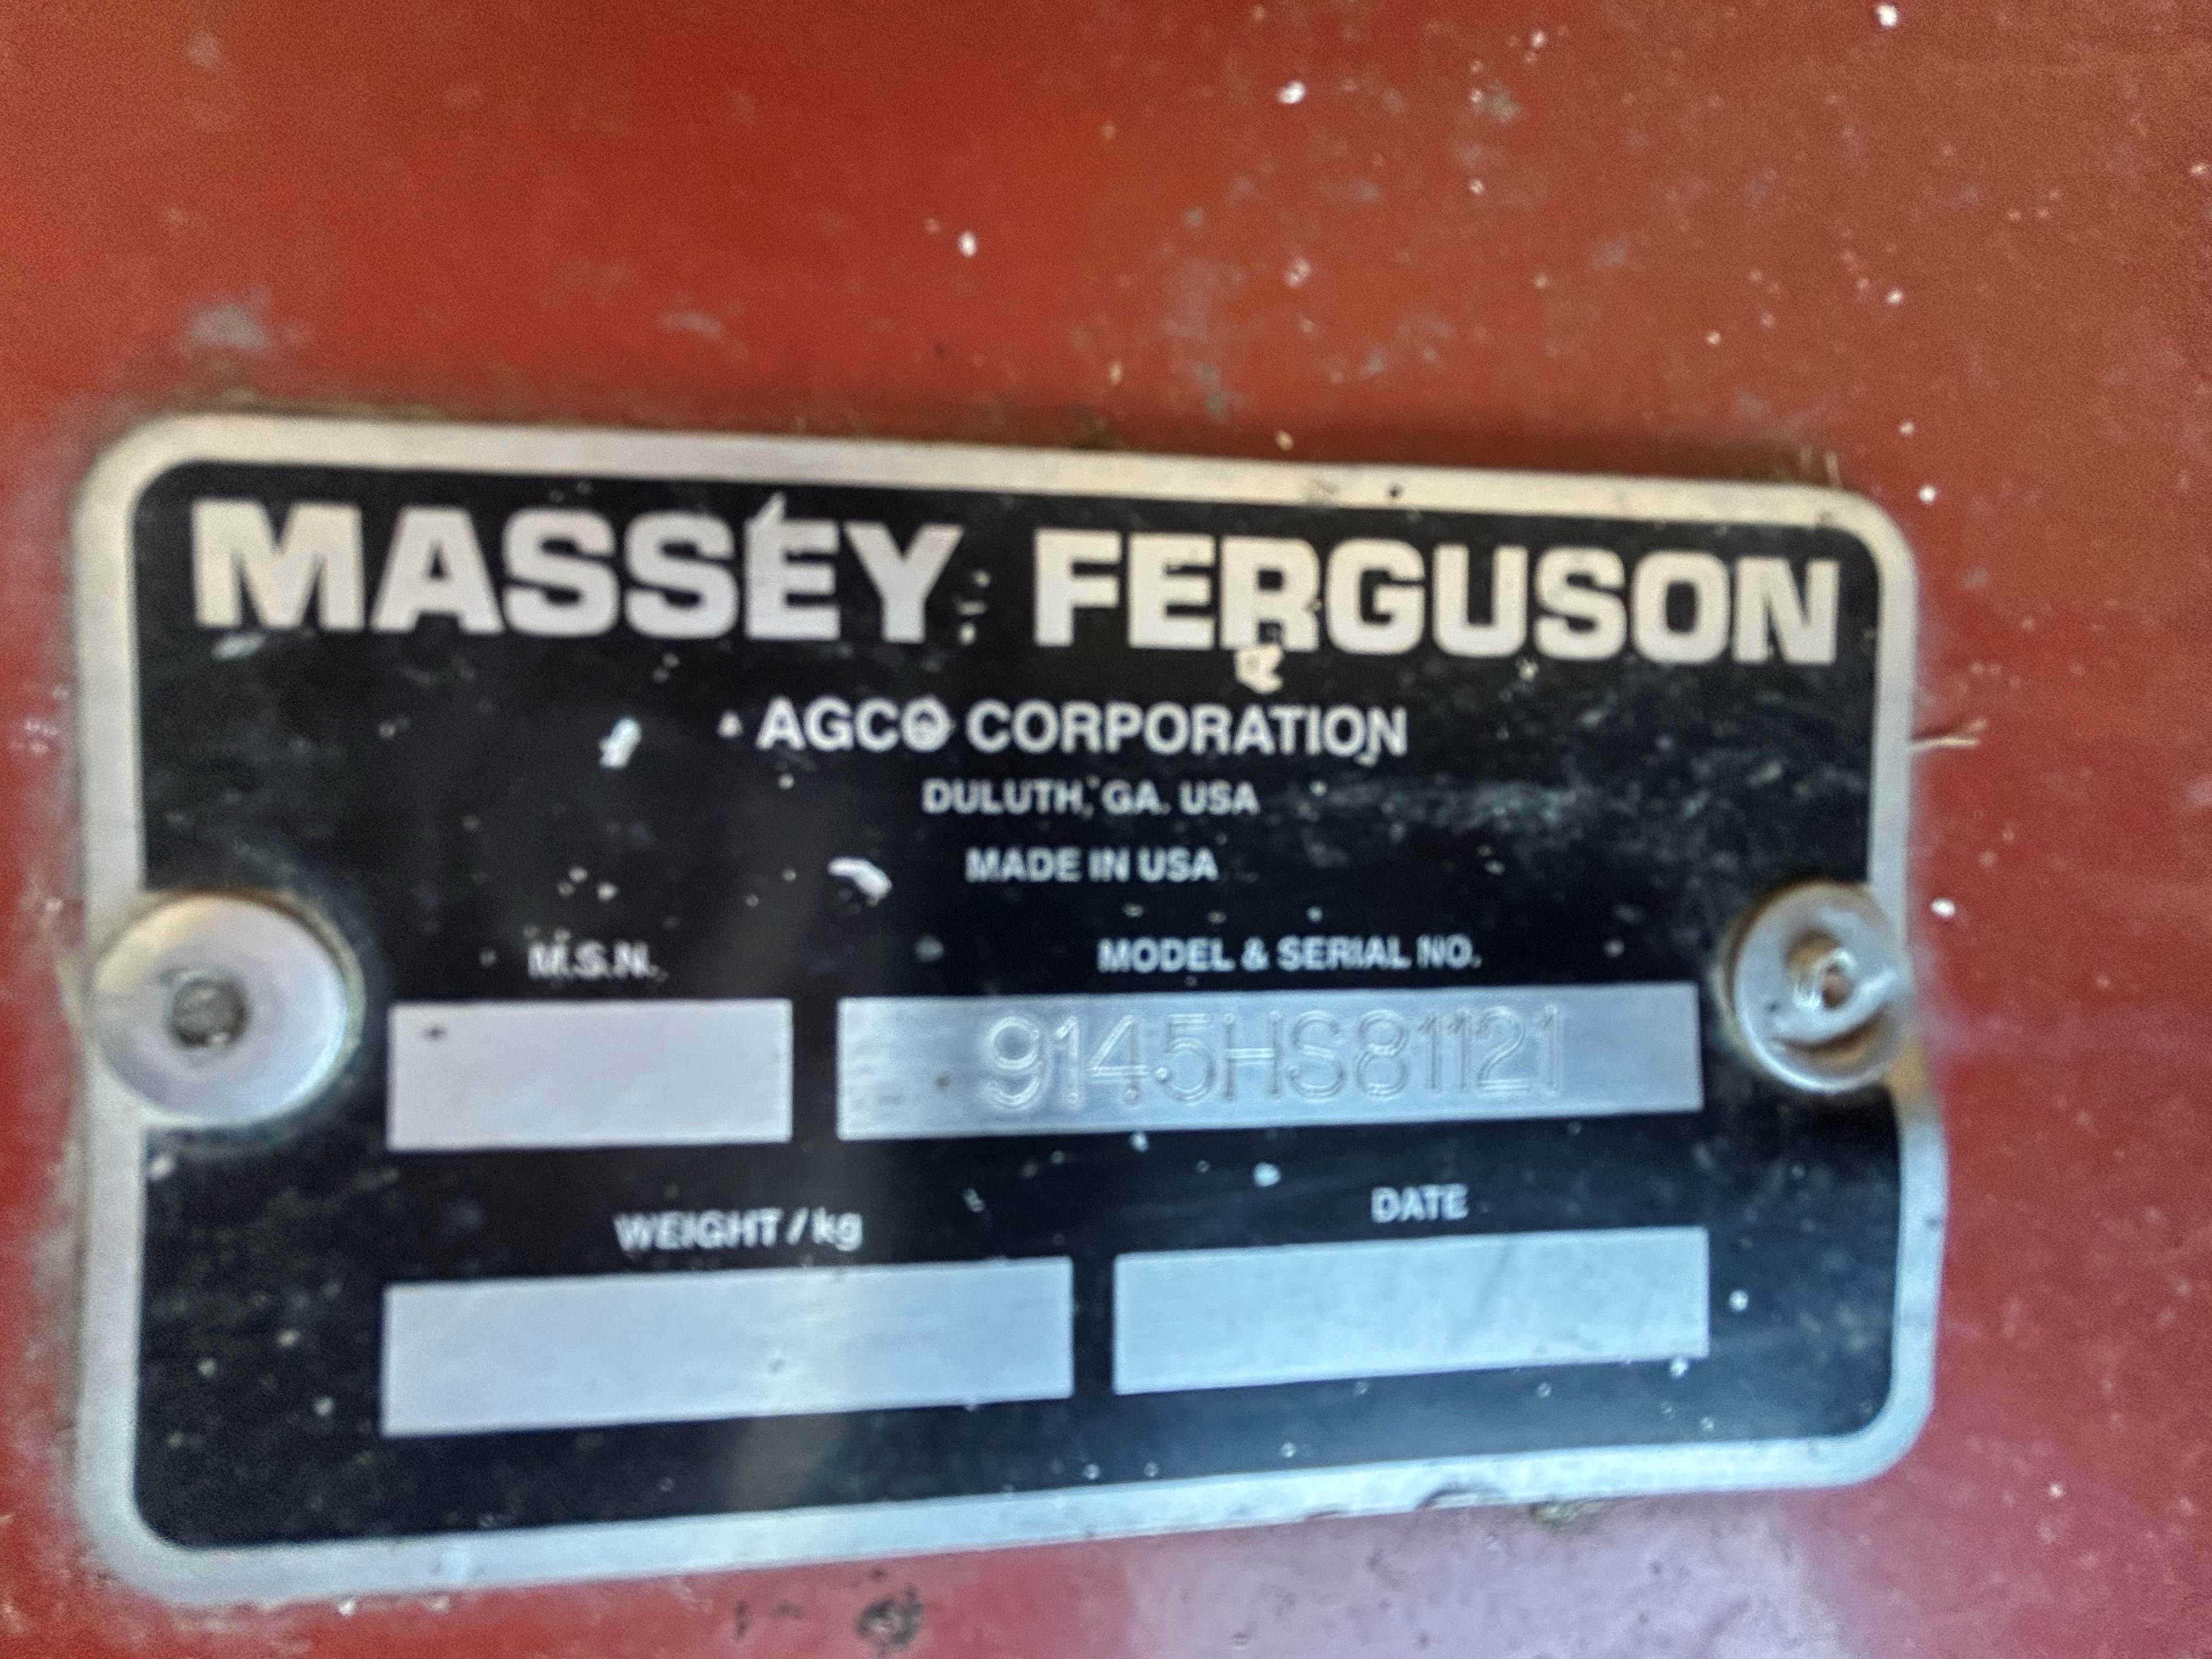 MASSEY FERGUSON
AGCO CORPORATION
DULUTH, GA. USA
MADE IN USA
M.S.N. MODEL & SERIAL NO.
9145HS81121
WEIGHT / kg DATE